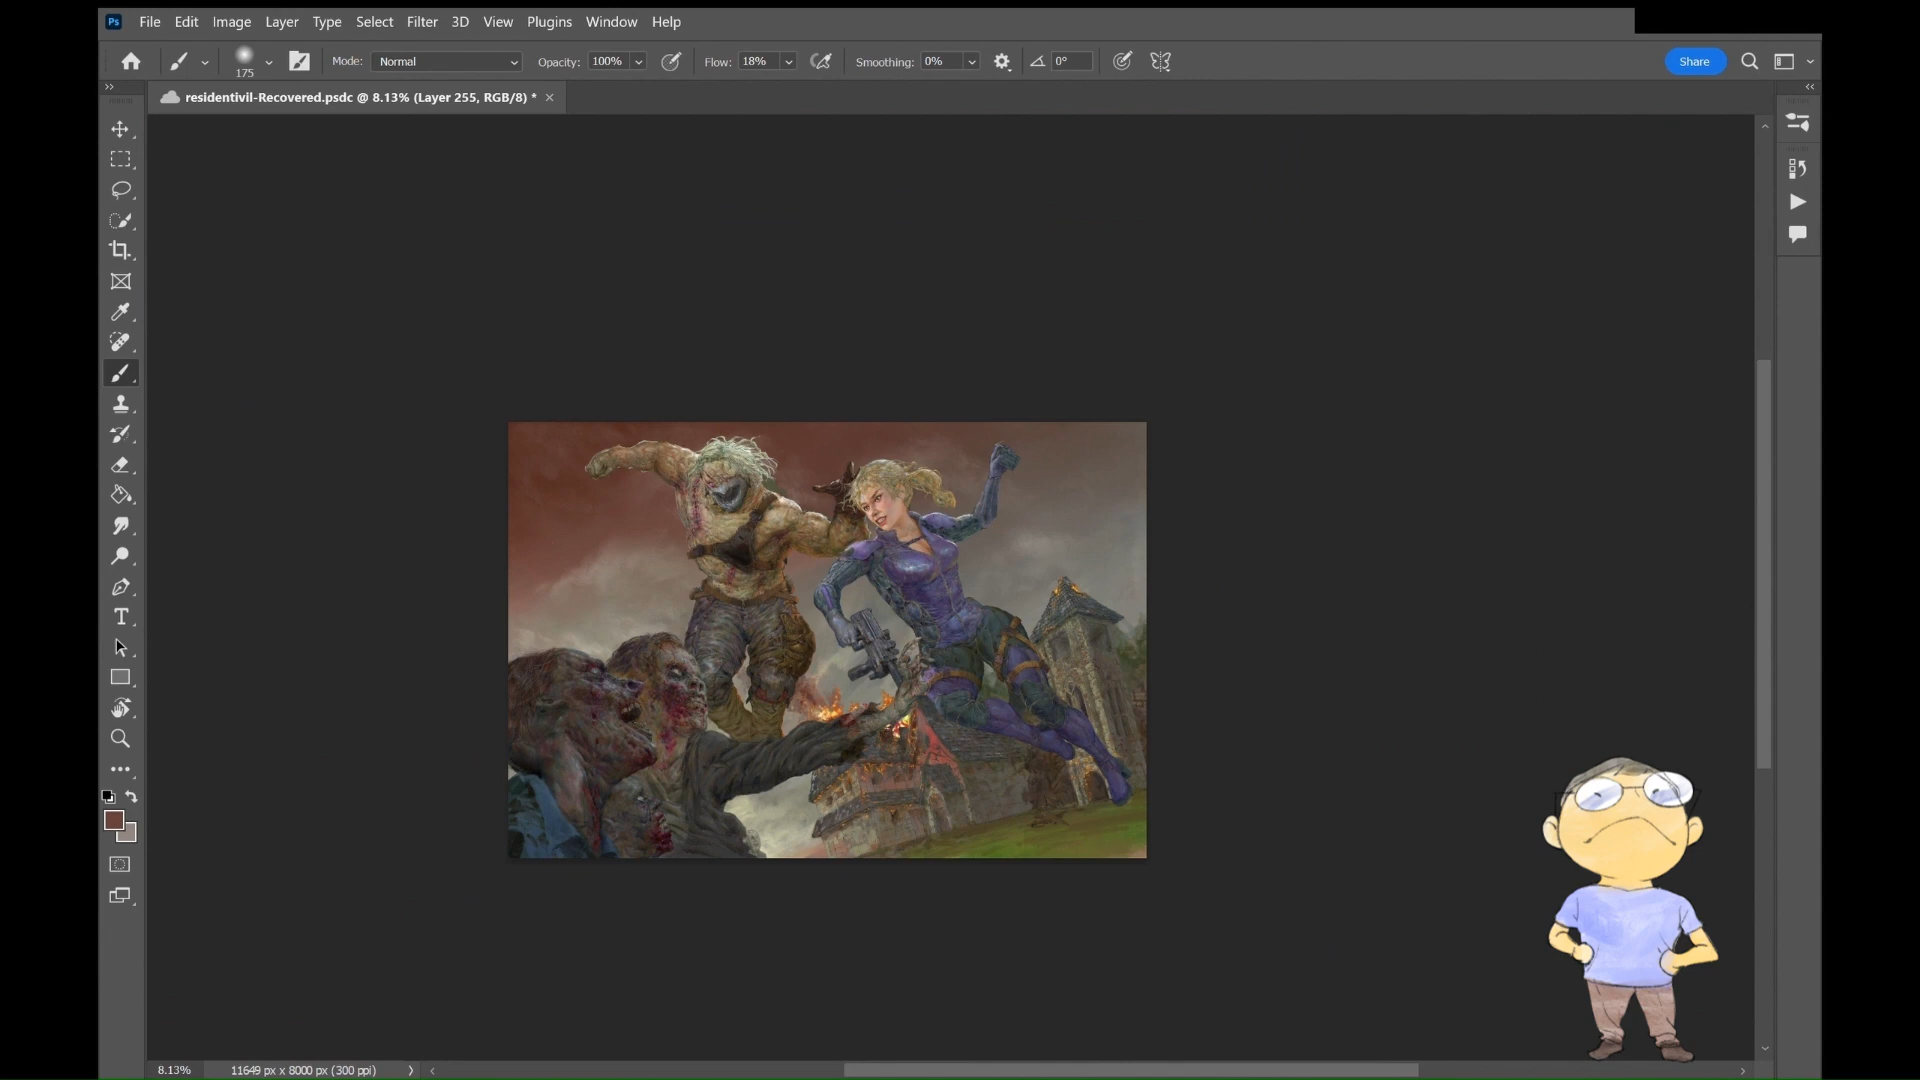 Ps File Edit Image Layer Type Select Filter 3D View Plugins Window Help
175 Mode: Normal Opacity: 100% Flow: 18% Smoothing: 0% 0° Share
residentivil-Recovered.psdc @ 8.13% (Layer 255, RGB/8) *
8.13% 11649 px x 8000 px (300 ppi)